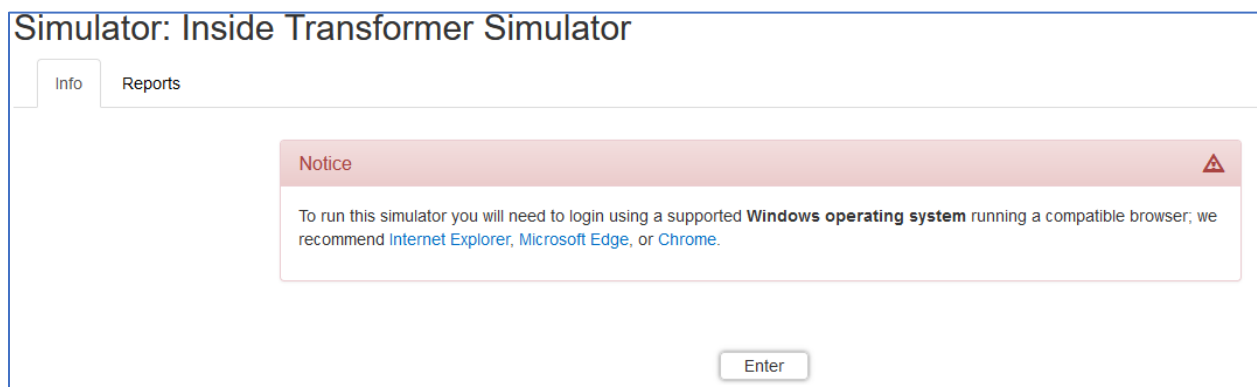 Simulator: Inside Transformer Simulator
Info Reports
Notice
To run this simulator you will need to login using a supported Windows operating system running a compatible browser; we
recommend Internet Explorer, Microsoft Edge, or Chrome.
Enter